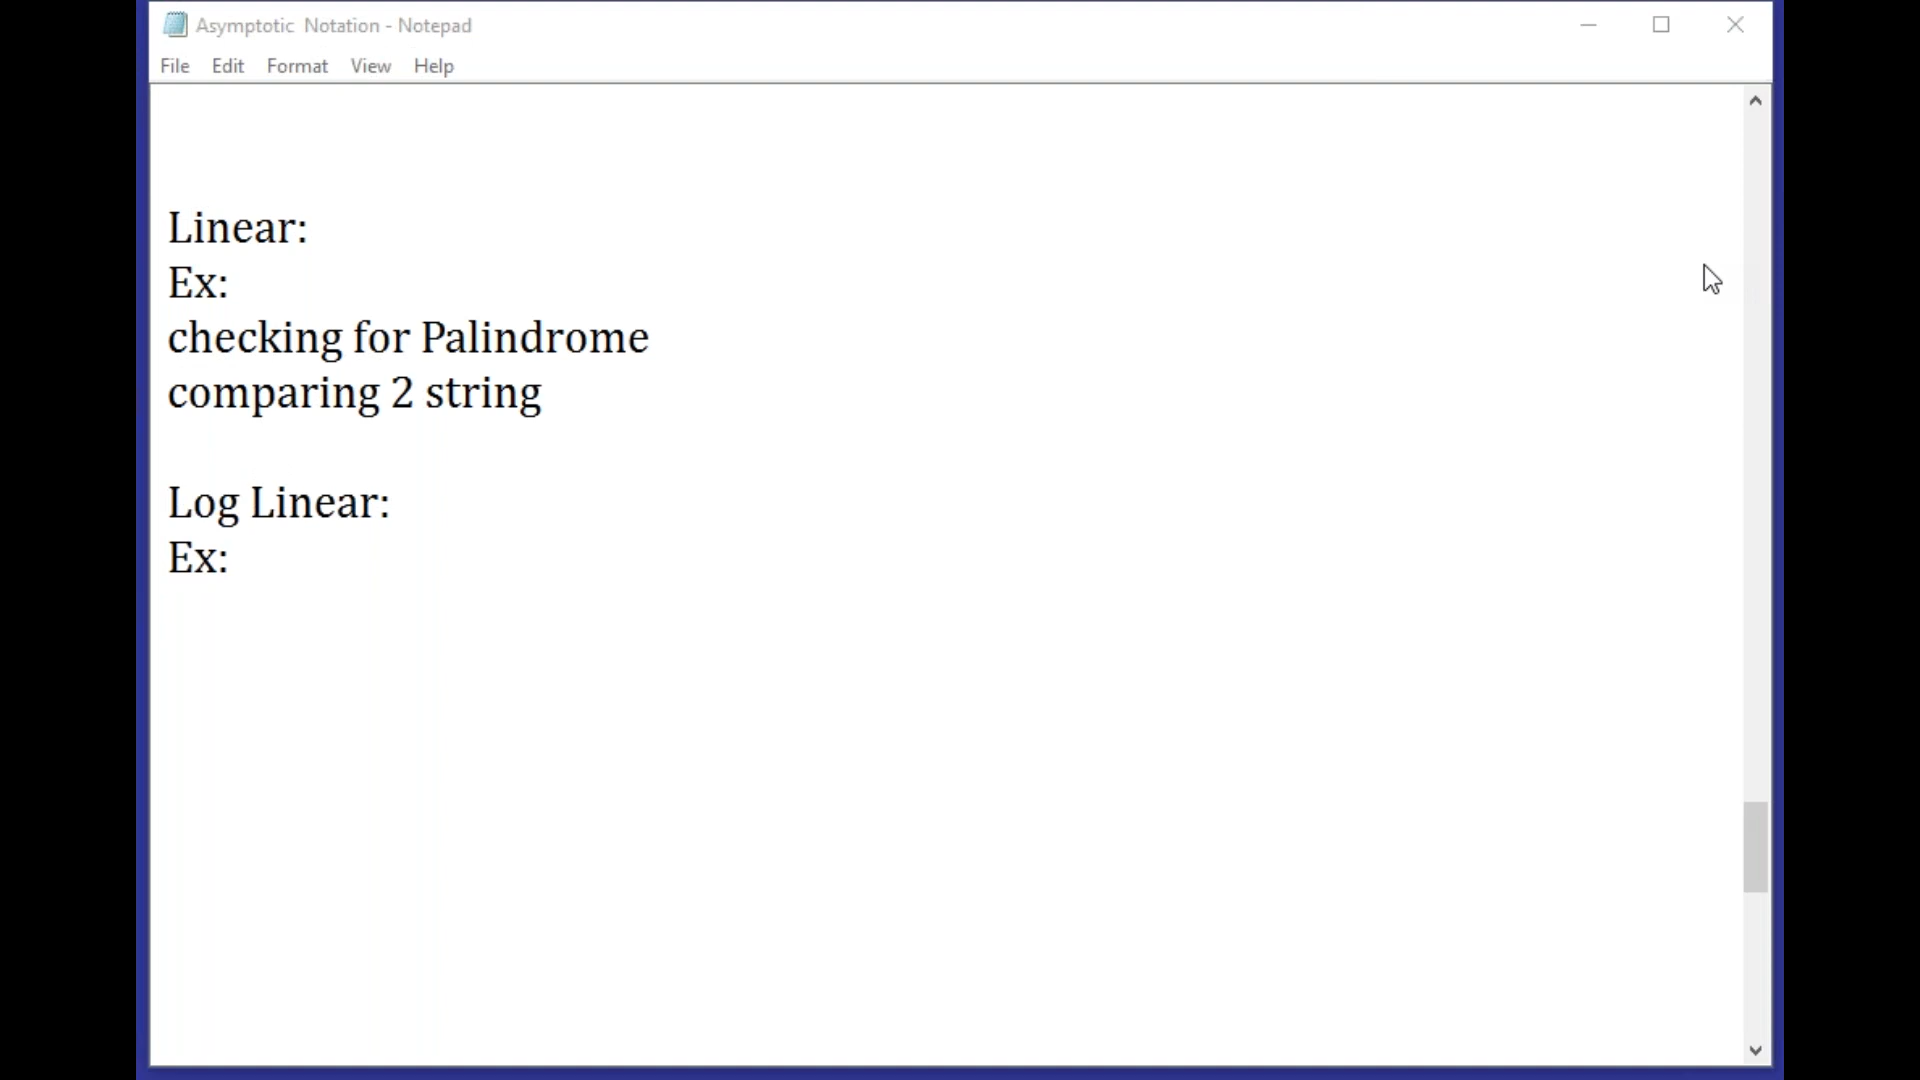 Asymptotic Notation - Notepad
File Edit Format View Help
Linear:
Ex:
checking for Palindrome
comparing 2 string
Log Linear:
Ex: